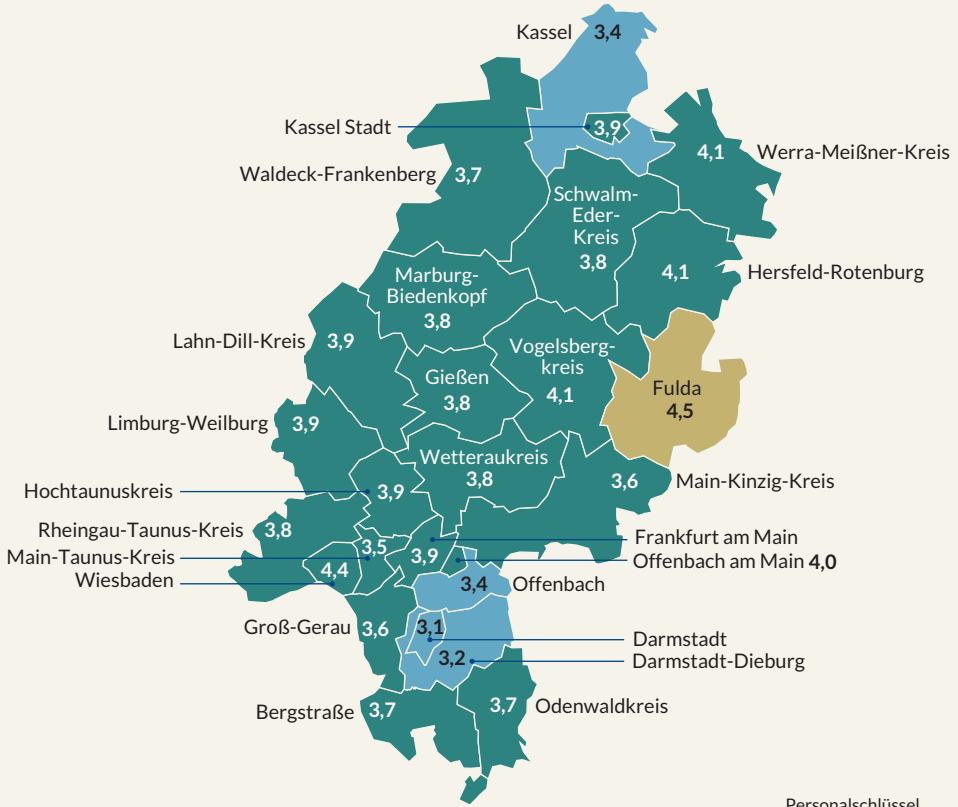 Kassel 3,4
Kassel Stadt 3,9
4,1 Werra-Meißner-Kreis
Waldeck-Frankenberg 3,7
Schwalm-
Eder-
Kreis
3,8
4,1 Hersfeld-Rotenburg
Marburg-
Biedenkopf
3,8
Lahn-Dill-Kreis 3,9
Vogelsberg-
kreis
4,1
Gießen
3,8
Fulda
4,5
Limburg-Weilburg 3,9
Wetteraukreis
3,8
3,6 Main-Kinzig-Kreis
Hochtaunuskreis 3,9
Rheingau-Taunus-Kreis 3,8
Main-Taunus-Kreis 3,5
Wiesbaden 4,4
3,9 Frankfurt am Main
Offenbach am Main 4,0
3,4 Offenbach
Groß-Gerau 3,6
3,1 Darmstadt
3,2 Darmstadt-Dieburg
Bergstraße 3,7
3,7 Odenwaldkreis
Personalschlüssel